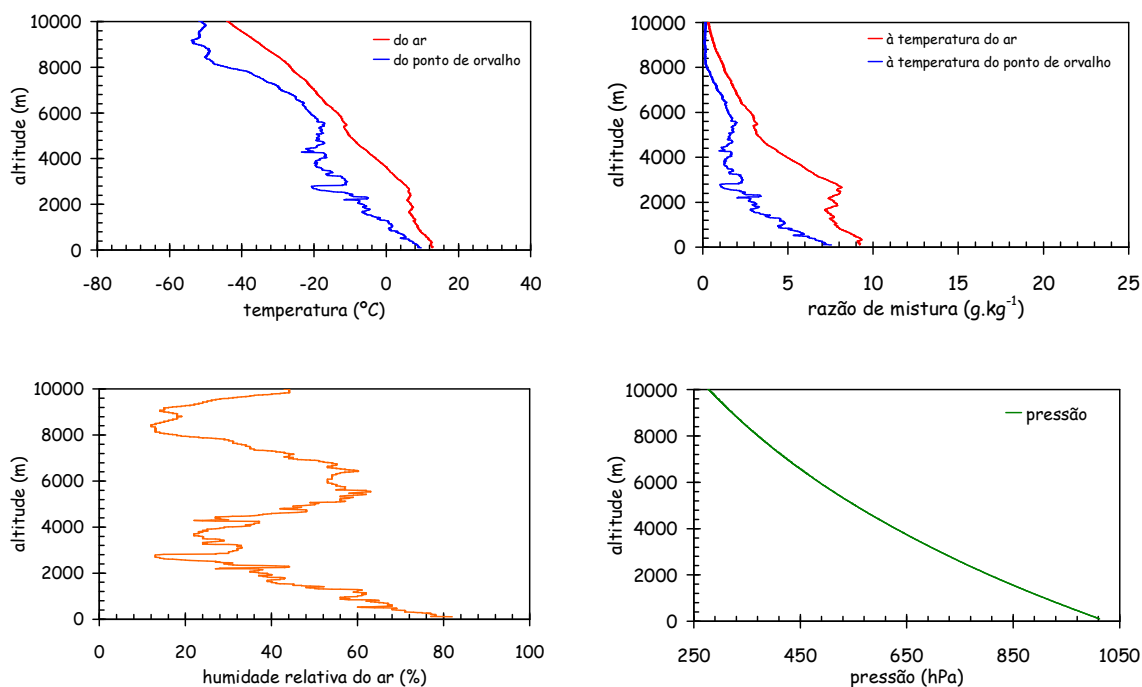 10000
8000
6000
4000
2000
0
altitude (m)
do ar
do ponto de orvalho
-80 -60 -40 -20 0 20 40
temperatura (ºC)
10000
8000
6000
4000
2000
0
altitude (m)
à temperatura do ar
à temperatura do ponto de orvalho
0 5 10 15 20 25
razão de mistura (g.kg⁻¹)
10000
8000
6000
4000
2000
0
altitude (m)
0 20 40 60 80 100
humidade relativa do ar (%)
10000
8000
6000
4000
2000
0
altitude (m)
pressão
250 450 650 850 1050
pressão (hPa)